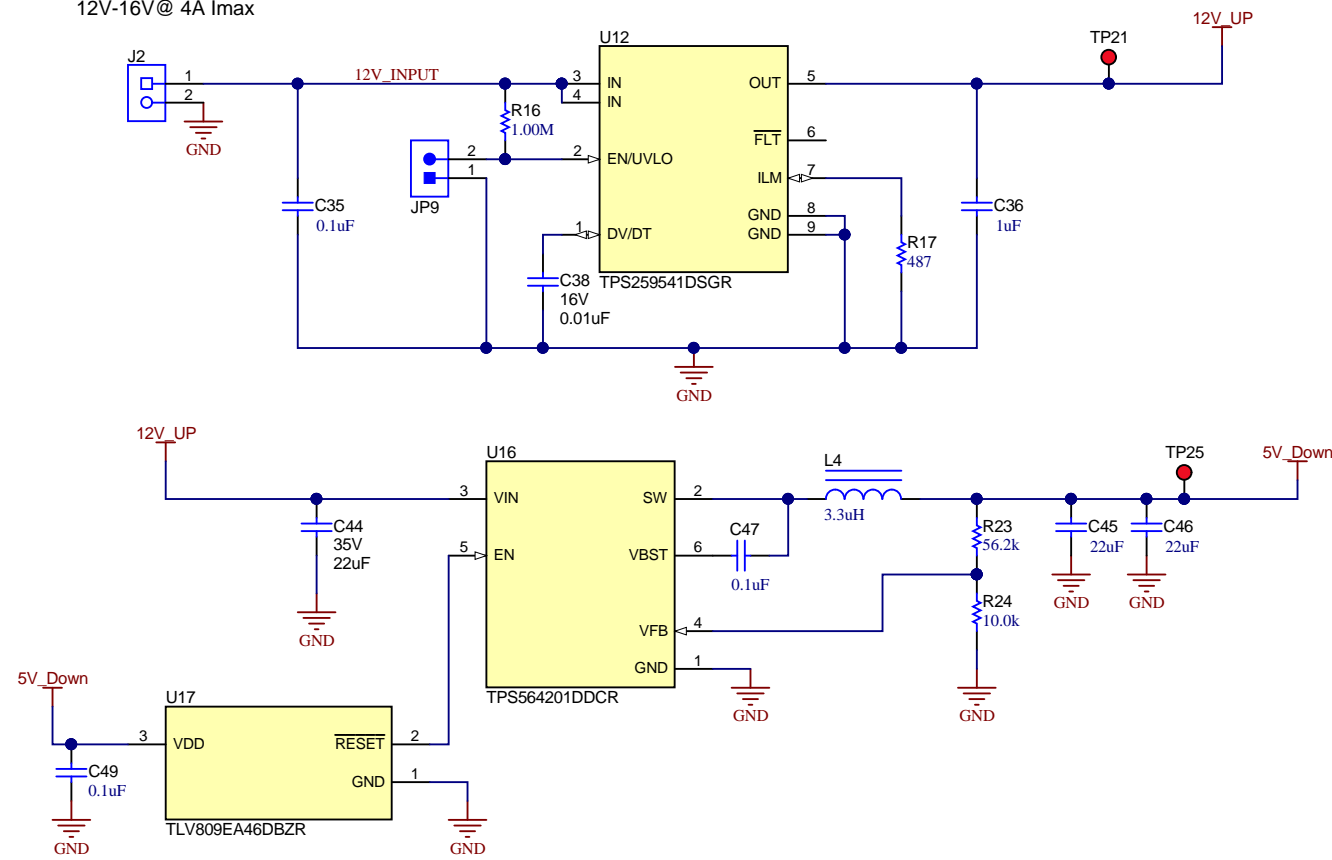 12V-16V@ 4A Imax
12V_UP
TP21
J2
U12
1
12V_INPUT
3
IN
OUT
5
2
4
IN
R16
1.00M
GND
FLT
6
2
2
EN/UVLO
1
ILM
7
JP9
C35
0.1uF
GND
8
C36
1uF
1
DV/DT
GND
9
R17
487
C38
16V
0.01uF
TPS259541DSGR
GND
12V_UP
U16
L4
TP25
5V_Down
3
VIN
SW
2
3.3uH
C44
35V
22uF
C47
R23
56.2k
C45
22uF
C46
22uF
5
EN
VBST
6
0.1uF
GND
GND
R24
10.0k
GND
VFB
4
GND
1
5V_Down
U17
TPS564201DDCR
GND
GND
3
VDD
RESET
2
C49
0.1uF
GND
1
TLV809EA46DBZR
GND
GND